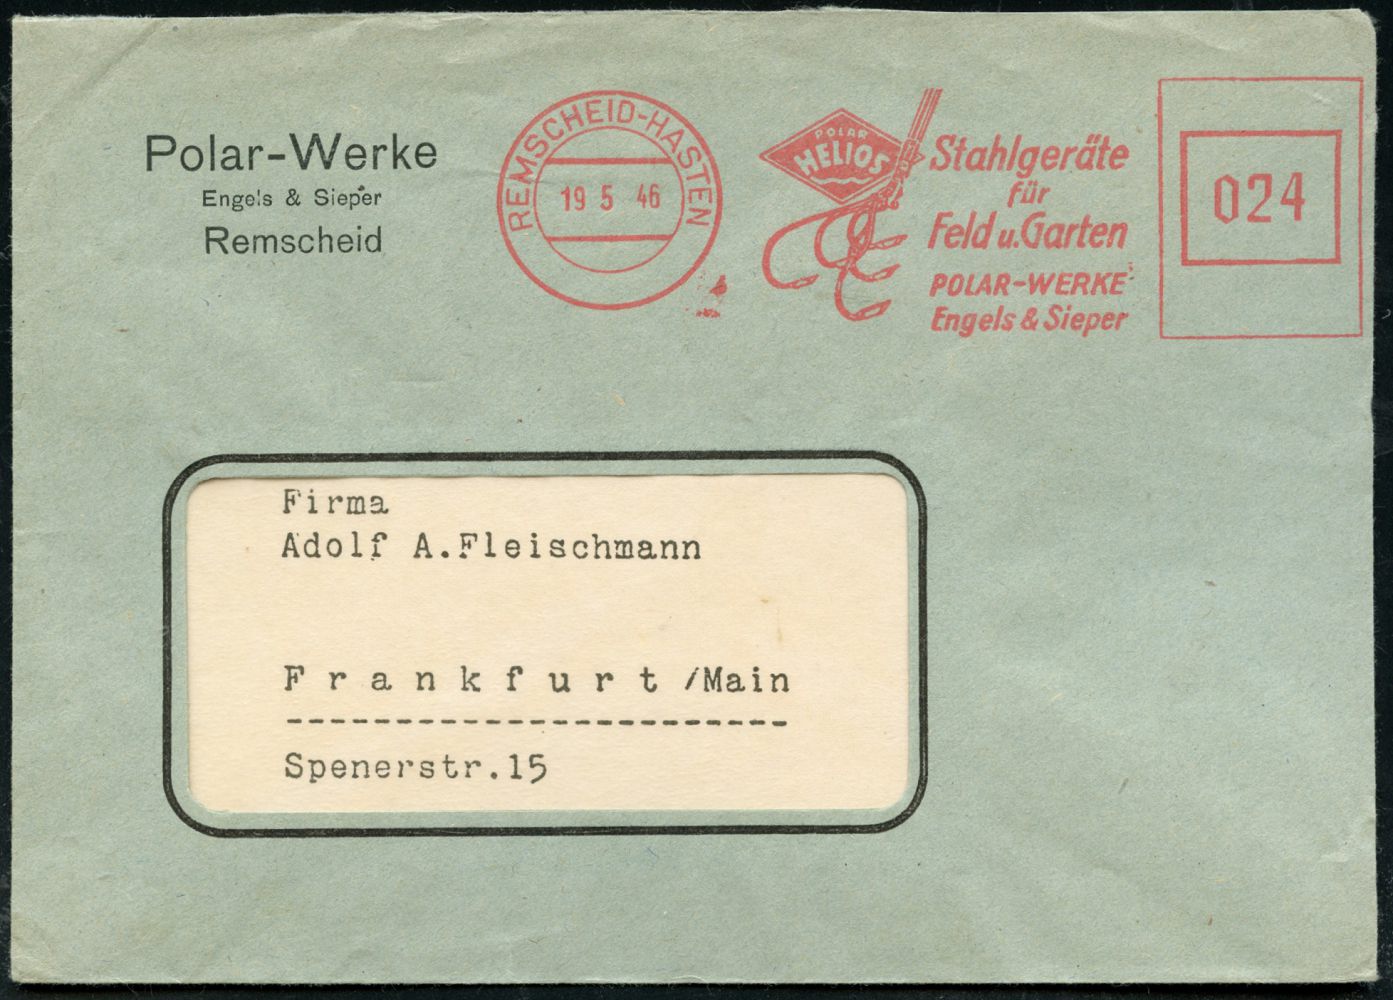 Polar-Werke
Engels & Sieper
Remscheid
REMSCHEID-HASTEN
19 5 46
POLAR
HELIOS
Stahlgeräte
für
Feld u. Garten
POLAR-WERKE
Engels & Sieper
024
Firma
Adolf A.Fleischmann
Frankfurt/Main
Spenerstr.15